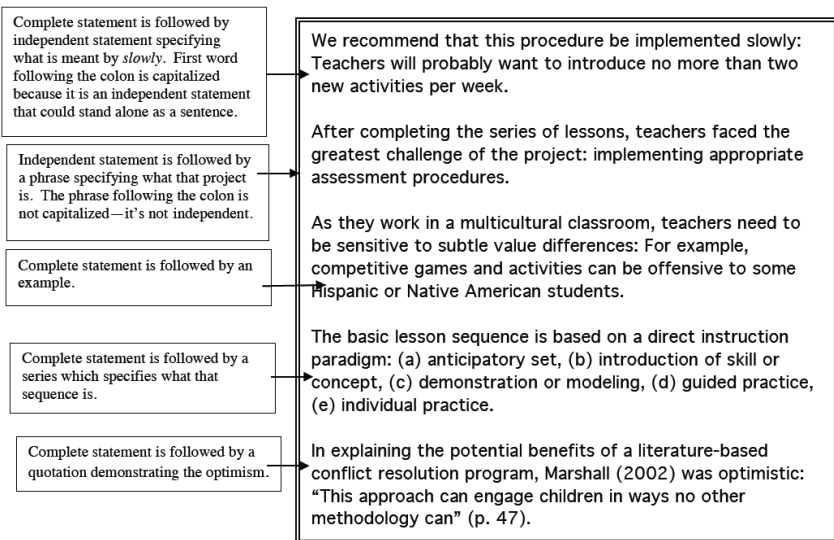 Complete statement is followed by
independent statement specifying
what is meant by slowly.  First word
following the colon is capitalized
because it is an independent statement
that could stand alone as a sentence.
We recommend that this procedure be implemented slowly:
Teachers will probably want to introduce no more than two
new activities per week.
Independent statement is followed by
a phrase specifying what that project
is.  The phrase following the colon is
not capitalized—it's not independent.
After completing the series of lessons, teachers faced the
greatest challenge of the project: implementing appropriate
assessment procedures.
Complete statement is followed by an
example.
As they work in a multicultural classroom, teachers need to
be sensitive to subtle value differences: For example,
competitive games and activities can be offensive to some
Hispanic or Native American students.
Complete statement is followed by a
series which specifies what that
sequence is.
The basic lesson sequence is based on a direct instruction
paradigm: (a) anticipatory set, (b) introduction of skill or
concept, (c) demonstration or modeling, (d) guided practice,
(e) individual practice.
Complete statement is followed by a
quotation demonstrating the optimism.
In explaining the potential benefits of a literature-based
conflict resolution program, Marshall (2002) was optimistic:
“This approach can engage children in ways no other
methodology can” (p. 47).